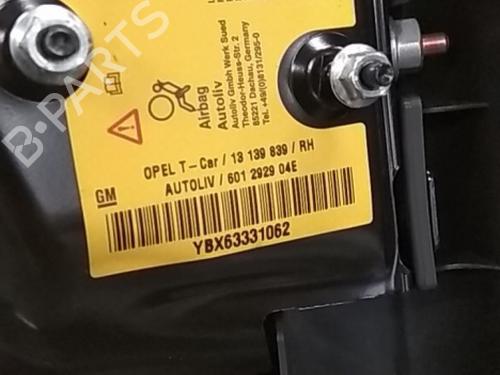 Airbag
Autoliv
Autoliv Gmbh Werk Sued
Theodor-Heuss-Str. 2
85221 Dachau, Germany
Tel. +49/(0)8131/295-0
OPEL T-Car / 13 139 839 / RH
AUTOLIV / 601 2929 04E
GM
YBX63331062
B-PARTS